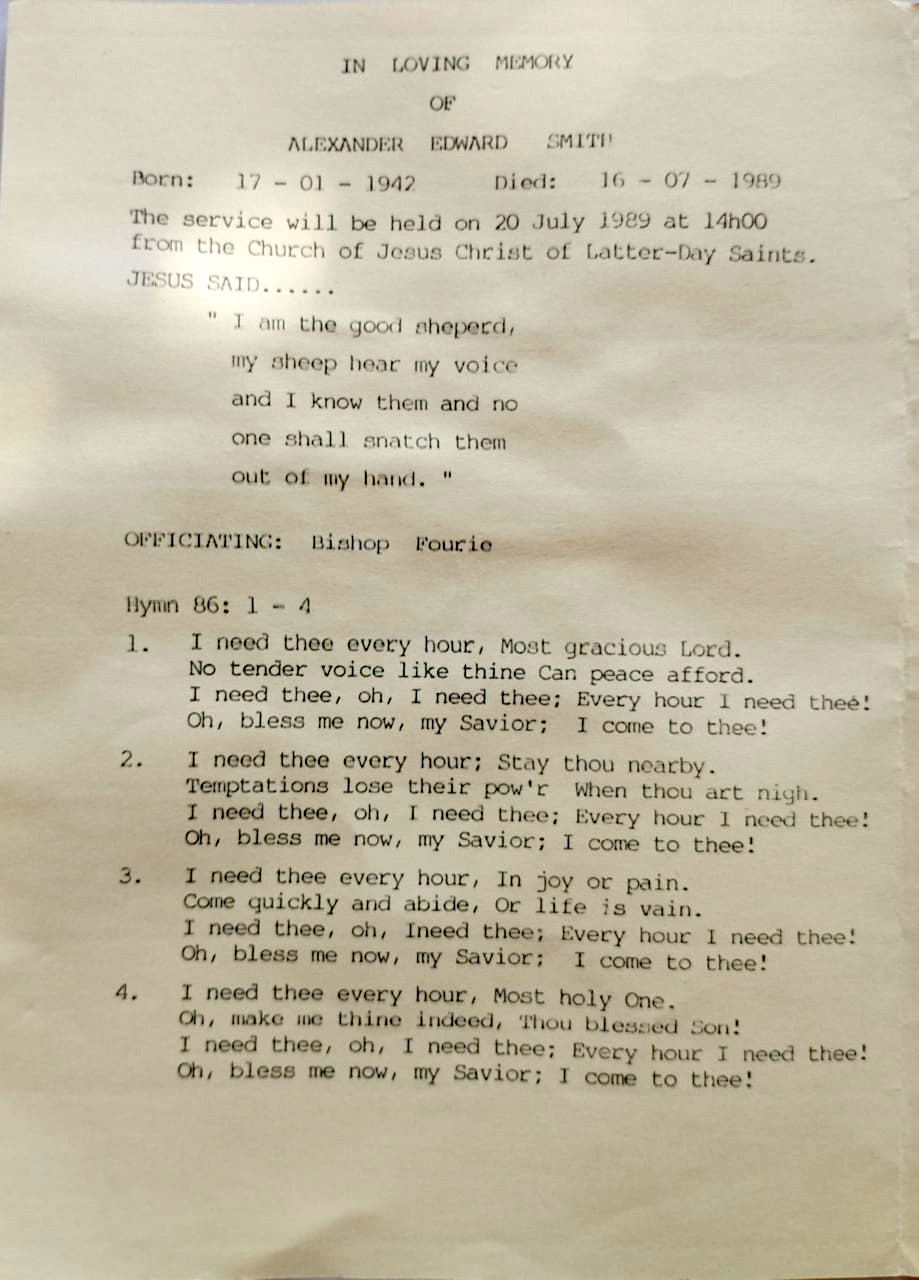 IN LOVING MEMORY
OF
ALEXANDER EDWARD SMITH
Born: 17 - 01 - 1942 Died: 16 - 07 - 1989
The service will be held on 20 July 1989 at 14h00
from the Church of Jesus Christ of Latter-Day Saints.
JESUS SAID......
" I am the good sheperd,
my sheep hear my voice
and I know them and no
one shall snatch them
out of my hand. "
OFFICIATING: Bishop Fourie
Hymn 86: 1 - 4
1. I need thee every hour, Most gracious Lord.
No tender voice like thine Can peace afford.
I need thee, oh, I need thee; Every hour I need thee!
Oh, bless me now, my Savior; I come to thee!
2. I need thee every hour; Stay thou nearby.
Temptations lose their pow'r When thou art nigh.
I need thee, oh, I need thee; Every hour I need thee!
Oh, bless me now, my Savior; I come to thee!
3. I need thee every hour, In joy or pain.
Come quickly and abide, Or life is vain.
I need thee, oh, Ineed thee; Every hour I need thee!
Oh, bless me now, my Savior; I come to thee!
4. I need thee every hour, Most holy One.
Oh, make me thine indeed, Thou blessed Son!
I need thee, oh, I need thee; Every hour I need thee!
Oh, bless me now, my Savior; I come to thee!